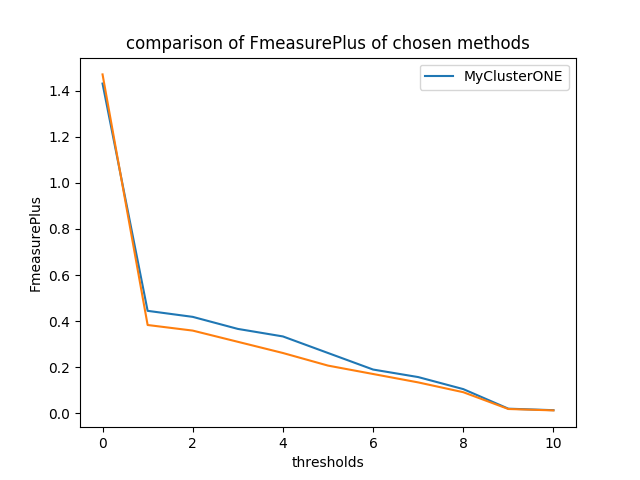 comparison of FmeasurePlus of chosen methods
MyClusterONE
1.4
1.2
1.0
0.8
0.6
0.4
0.2
0.0
FmeasurePlus
0 2 4 6 8 10
thresholds